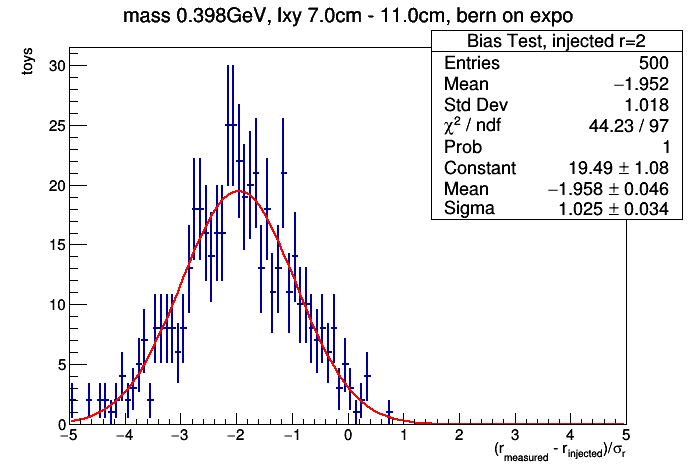 mass 0.398GeV, lxy 7.0cm - 11.0cm, bern on expo
Bias Test, injected r=2
Entries 500
Mean −1.952
Std Dev 1.018
χ² / ndf 44.23 / 97
Prob 1
Constant 19.49 ± 1.08
Mean −1.958 ± 0.046
Sigma 1.025 ± 0.034
toys
30
25
20
15
10
5
0
−5 −4 −3 −2 −1 0 1 2 3 4 5
(r_measured - r_injected)/σ_r